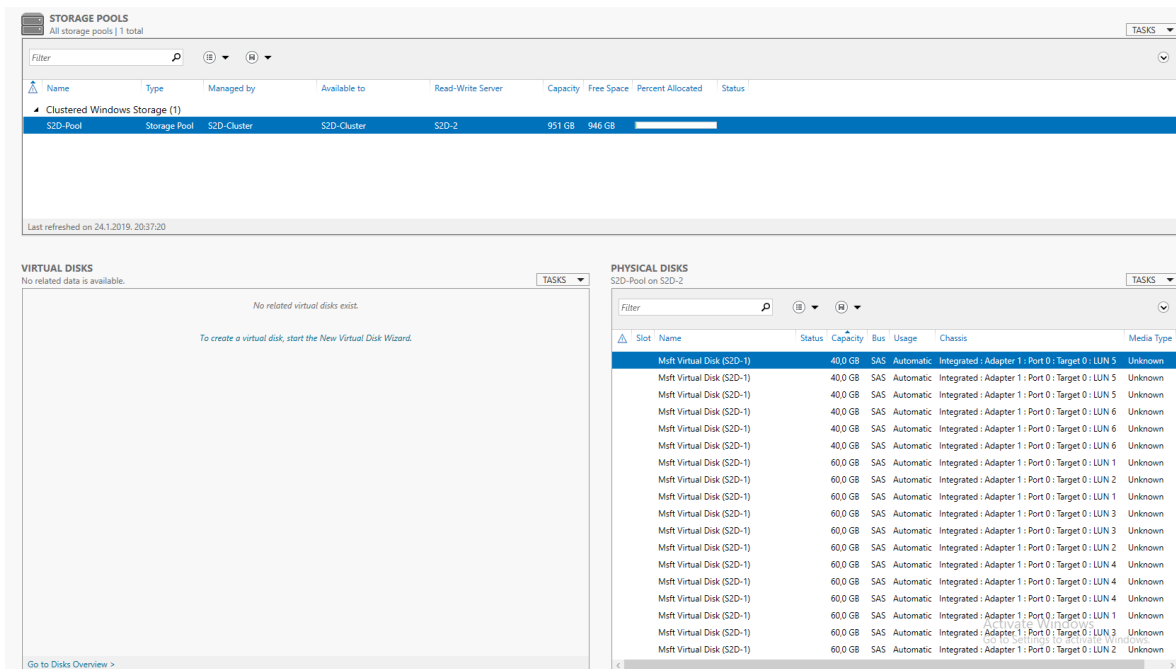 STORAGE POOLS
All storage pools | 1 total
TASKS
Filter
Name Type Managed by Available to Read-Write Server Capacity Free Space Percent Allocated Status
Clustered Windows Storage (1)
S2D-Pool Storage Pool S2D-Cluster S2D-Cluster S2D-2 951 GB 946 GB
Last refreshed on 24.1.2019. 20:37:20
VIRTUAL DISKS
No related data is available.
TASKS
No related virtual disks exist.
To create a virtual disk, start the New Virtual Disk Wizard.
Go to Disks Overview >
PHYSICAL DISKS
S2D-Pool on S2D-2
TASKS
Filter
Slot Name Status Capacity Bus Usage Chassis Media Type
Msft Virtual Disk (S2D-1) 40,0 GB SAS Automatic Integrated : Adapter 1 : Port 0 : Target 0 : LUN 5 Unknown
Msft Virtual Disk (S2D-1) 40,0 GB SAS Automatic Integrated : Adapter 1 : Port 0 : Target 0 : LUN 5 Unknown
Msft Virtual Disk (S2D-1) 40,0 GB SAS Automatic Integrated : Adapter 1 : Port 0 : Target 0 : LUN 5 Unknown
Msft Virtual Disk (S2D-1) 40,0 GB SAS Automatic Integrated : Adapter 1 : Port 0 : Target 0 : LUN 6 Unknown
Msft Virtual Disk (S2D-1) 40,0 GB SAS Automatic Integrated : Adapter 1 : Port 0 : Target 0 : LUN 6 Unknown
Msft Virtual Disk (S2D-1) 40,0 GB SAS Automatic Integrated : Adapter 1 : Port 0 : Target 0 : LUN 6 Unknown
Msft Virtual Disk (S2D-1) 60,0 GB SAS Automatic Integrated : Adapter 1 : Port 0 : Target 0 : LUN 1 Unknown
Msft Virtual Disk (S2D-1) 60,0 GB SAS Automatic Integrated : Adapter 1 : Port 0 : Target 0 : LUN 2 Unknown
Msft Virtual Disk (S2D-1) 60,0 GB SAS Automatic Integrated : Adapter 1 : Port 0 : Target 0 : LUN 1 Unknown
Msft Virtual Disk (S2D-1) 60,0 GB SAS Automatic Integrated : Adapter 1 : Port 0 : Target 0 : LUN 3 Unknown
Msft Virtual Disk (S2D-1) 60,0 GB SAS Automatic Integrated : Adapter 1 : Port 0 : Target 0 : LUN 3 Unknown
Msft Virtual Disk (S2D-1) 60,0 GB SAS Automatic Integrated : Adapter 1 : Port 0 : Target 0 : LUN 2 Unknown
Msft Virtual Disk (S2D-1) 60,0 GB SAS Automatic Integrated : Adapter 1 : Port 0 : Target 0 : LUN 4 Unknown
Msft Virtual Disk (S2D-1) 60,0 GB SAS Automatic Integrated : Adapter 1 : Port 0 : Target 0 : LUN 4 Unknown
Msft Virtual Disk (S2D-1) 60,0 GB SAS Automatic Integrated : Adapter 1 : Port 0 : Target 0 : LUN 4 Unknown
Msft Virtual Disk (S2D-1) 60,0 GB SAS Automatic Integrated : Adapter 1 : Port 0 : Target 0 : LUN 1 Unknown
Msft Virtual Disk (S2D-1) 60,0 GB SAS Automatic Integrated : Adapter 1 : Port 0 : Target 0 : LUN 3 Unknown
Msft Virtual Disk (S2D-1) 60,0 GB SAS Automatic Integrated : Adapter 1 : Port 0 : Target 0 : LUN 2 Unknown
Activate Windows
Go to Settings to activate Windows.